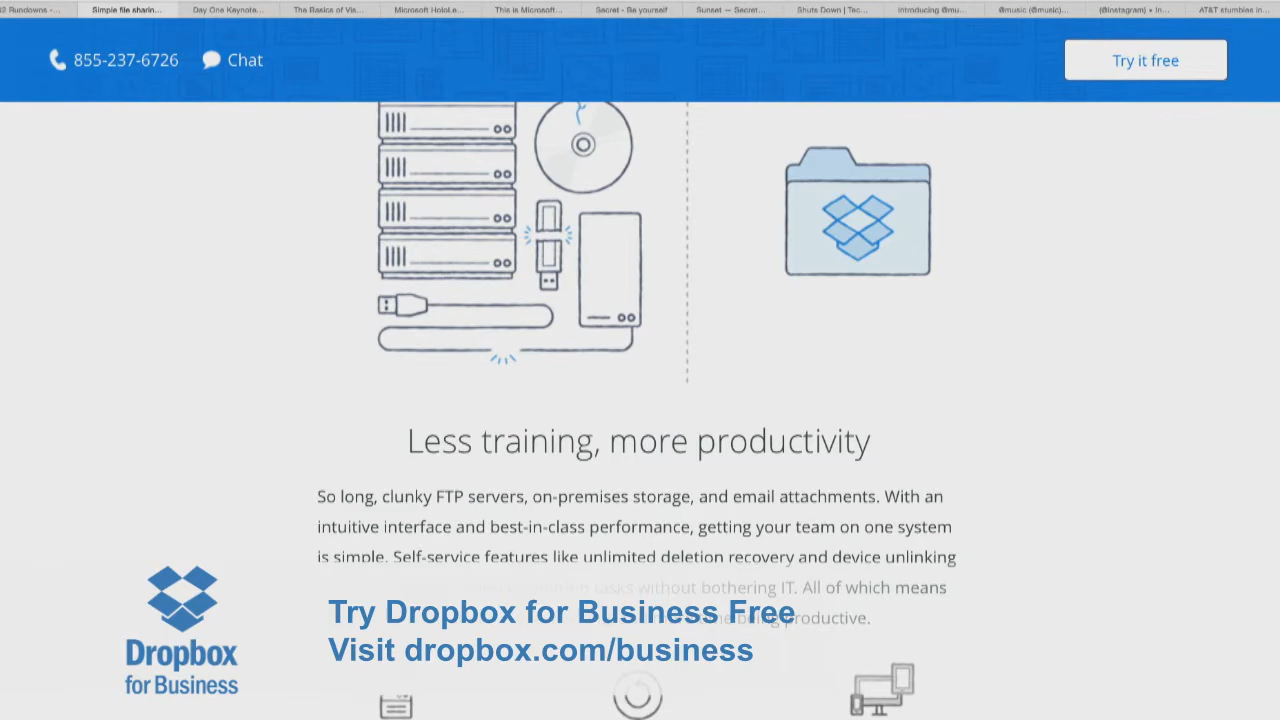 Rundowns -...
Simple file sharin...
Day One Keynote...
The Basics of Vis...
Microsoft HoloLe...
This is Microsoft...
Secret - Be yourself
Sunset — Secret...
Shuts Down | Tec...
Introducing @mu...
@music (@music)...
(@instagram) • In...
AT&T stumbles in...
855-237-6726
Chat
Try it free
Less training, more productivity
So long, clunky FTP servers, on-premises storage, and email attachments. With an
intuitive interface and best-in-class performance, getting your team on one system
is simple. Self-service features like unlimited deletion recovery and device unlinking
tasks without bothering IT. All of which means
being productive.
Try Dropbox for Business Free
Visit dropbox.com/business
Dropbox
for Business